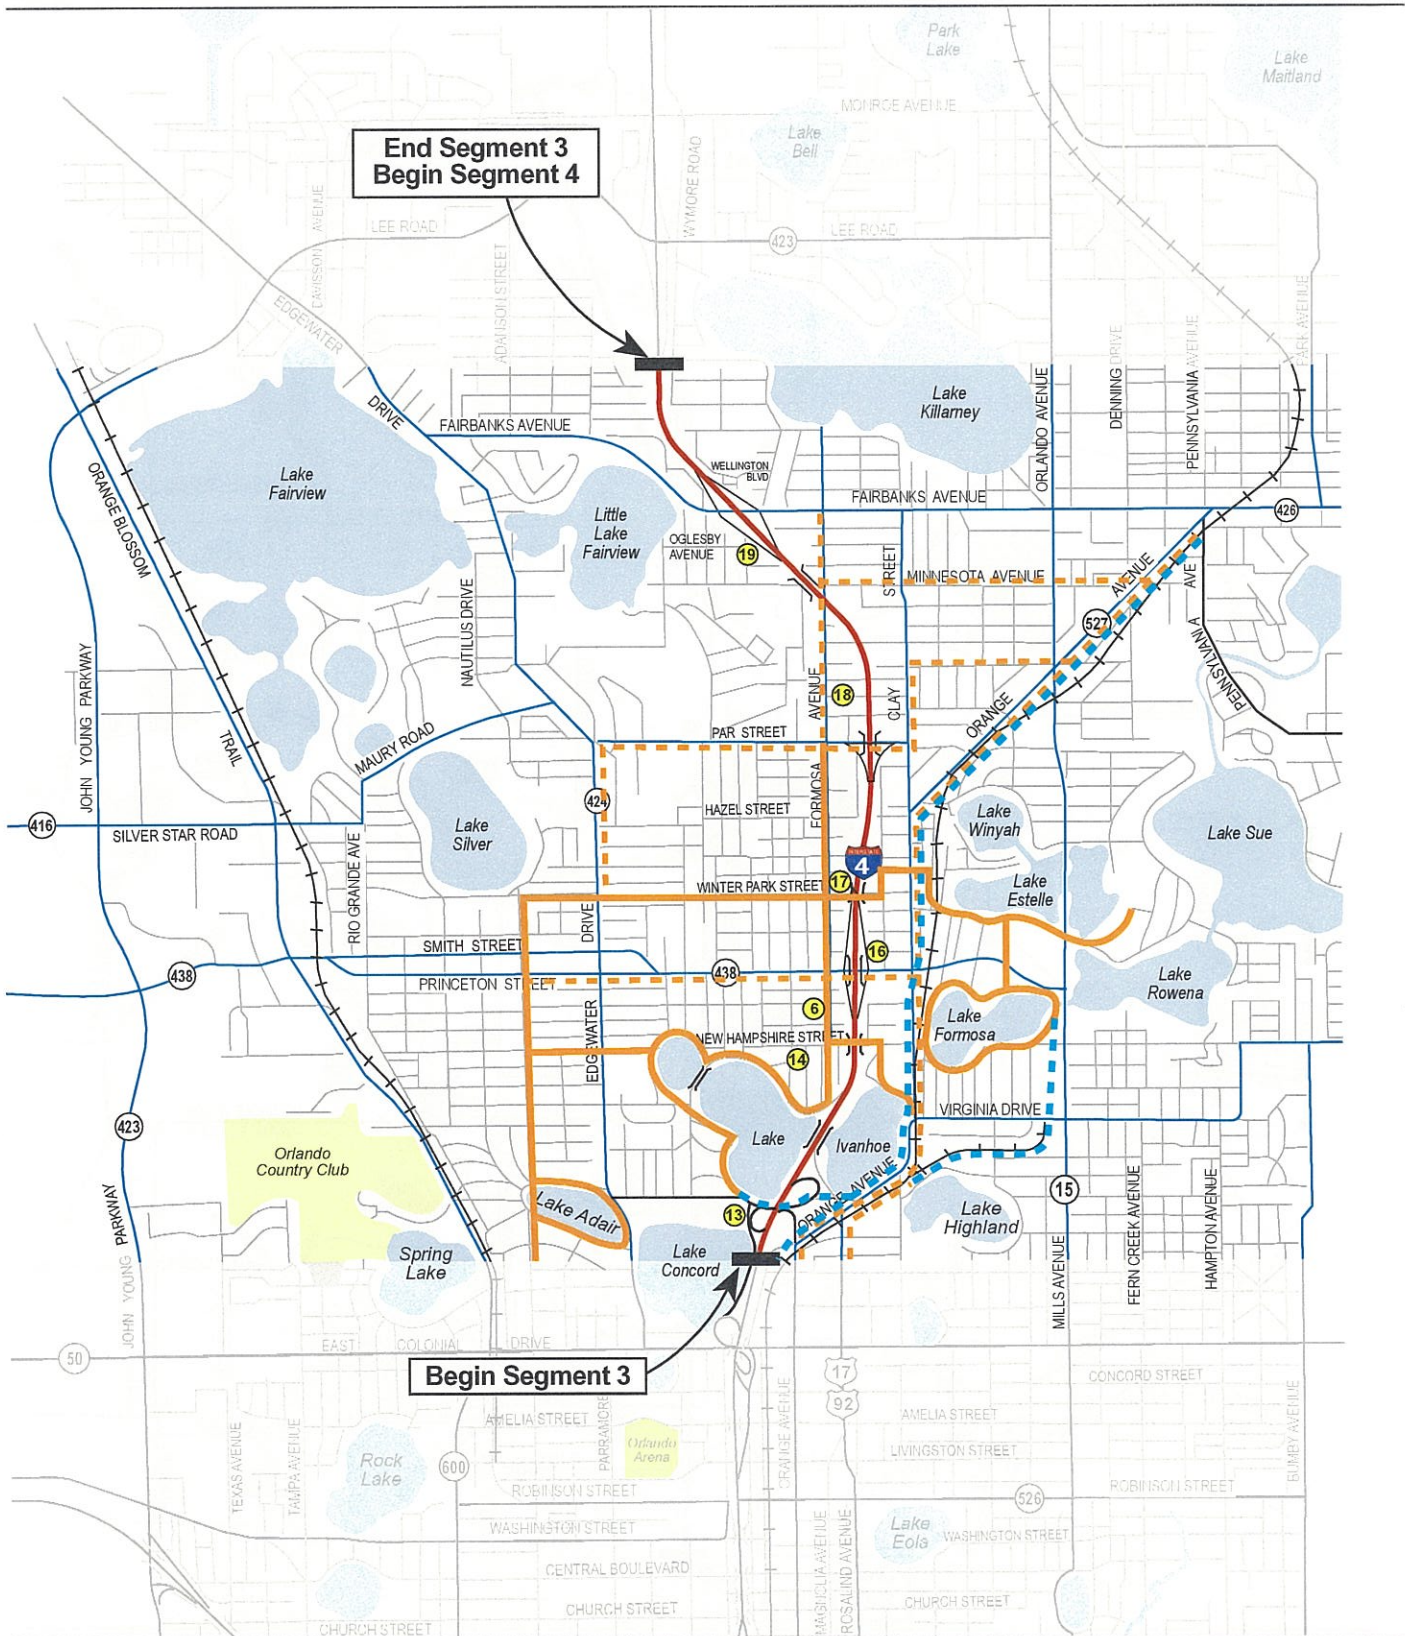 Park
Lake
Lake
Maitland
MONROE AVENUE
Lake
Bell
End Segment 3
Begin Segment 4
WYMORE ROAD
DAVISSON AVENUE
LEE ROAD
423
LEE ROAD
ADANSON STREET
EDGEWATER
DRIVE
PARK AVENUE
DENNING DRIVE
PENNSYLVANIA AVENUE
ORLANDO AVENUE
Lake
Killarney
FAIRBANKS AVENUE
WELLINGTON
BLVD
Lake
Fairview
ORANGE BLOSSOM
TRAIL
FAIRBANKS AVENUE
426
Little
Lake
Fairview
OGLESBY
AVENUE
19
STREET
CLAY
MINNESOTA AVENUE
AVENUE
ORANGE
527
PENNSYLVANIA
AVE
NAUTILUS DRIVE
JOHN YOUNG PARKWAY
AVENUE
FORMOSA
18
MAURY ROAD
PAR STREET
424
HAZEL STREET
416
SILVER STAR ROAD
Lake
Silver
Lake
Winyah
Lake Sue
INTERSTATE
4
RIO GRANDE AVE
WINTER PARK STREET
17
Lake
Estelle
DRIVE
EDGEWATER
SMITH STREET
16
438
438
PRINCETON STREET
Lake
Rowena
6
Lake
Formosa
NEW HAMPSHIRE STREET
14
423
VIRGINIA DRIVE
Lake
Ivanhoe
Orlando
Country Club
15
Lake Adair
ORANGE AVENUE
13
Lake
Highland
PARKWAY
JOHN YOUNG
Spring
Lake
Lake
Concord
MILLS AVENUE
FERN CREEK AVENUE
HAMPTON AVENUE
EAST COLONIAL DRIVE
50
Begin Segment 3
17
92
CONCORD STREET
TEXAS AVENUE
TAMPA AVENUE
AMELIA STREET
PARRAMORE
ORANGE AVENUE
AMELIA STREET
BUMBY AVENUE
Orlando
Arena
LIVINGSTON STREET
Rock
Lake
600
ROBINSON STREET
526
ROBINSON STREET
WASHINGTON STREET
Lake
Eola
WASHINGTON STREET
MAGNOLIA AVENUE
ROSALIND AVENUE
CENTRAL BOULEVARD
CHURCH STREET
CHURCH STREET
CHURCH STREET